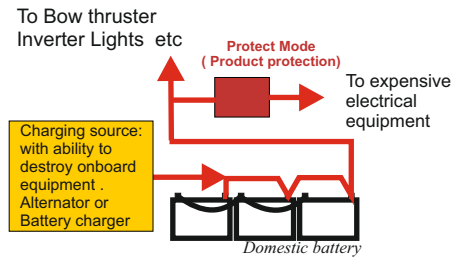 To Bow thruster
Inverter Lights etc
Protect Mode
( Product protection)
To expensive
electrical
equipment
Charging source:
with ability to
destroy onboard
equipment .
Alternator or
Battery charger
Domestic battery